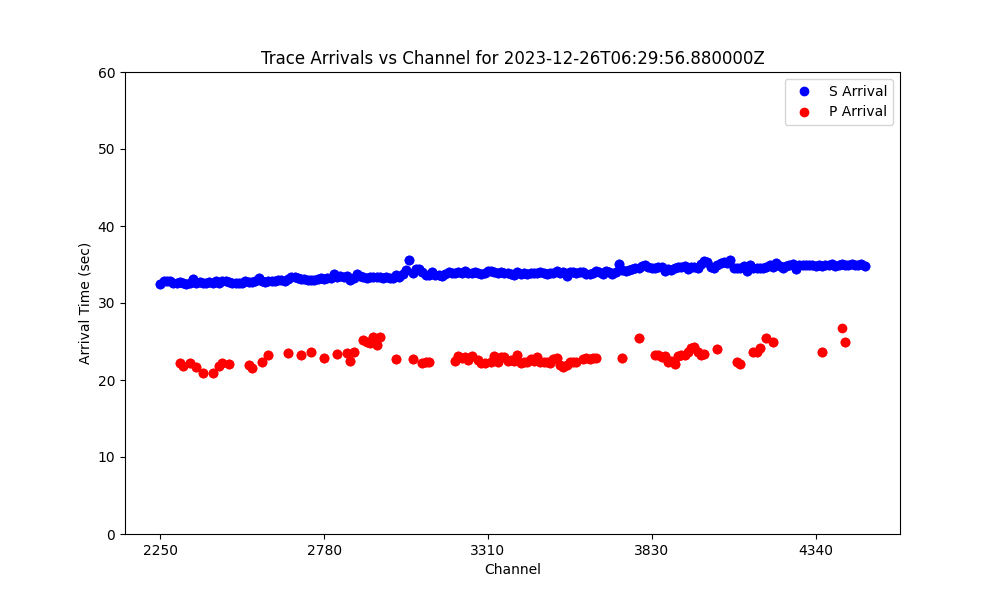 Trace Arrivals vs Channel for 2023-12-26T06:29:56.880000Z
S Arrival
P Arrival
60
50
40
30
20
10
0
Arrival Time (sec)
2250 2780 3310 3830 4340
Channel